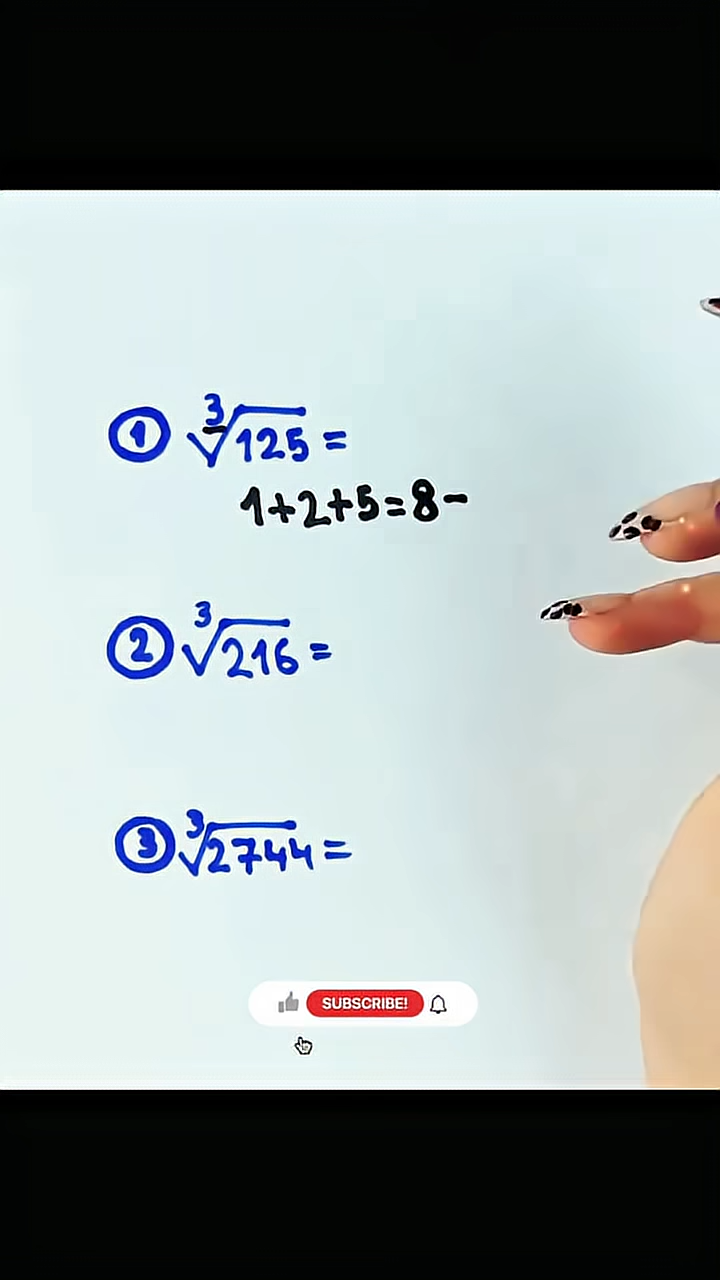 ① ∛125 =
1+2+5=8-
② ∛216 =
③ ∛2744 =
SUBSCRIBE!